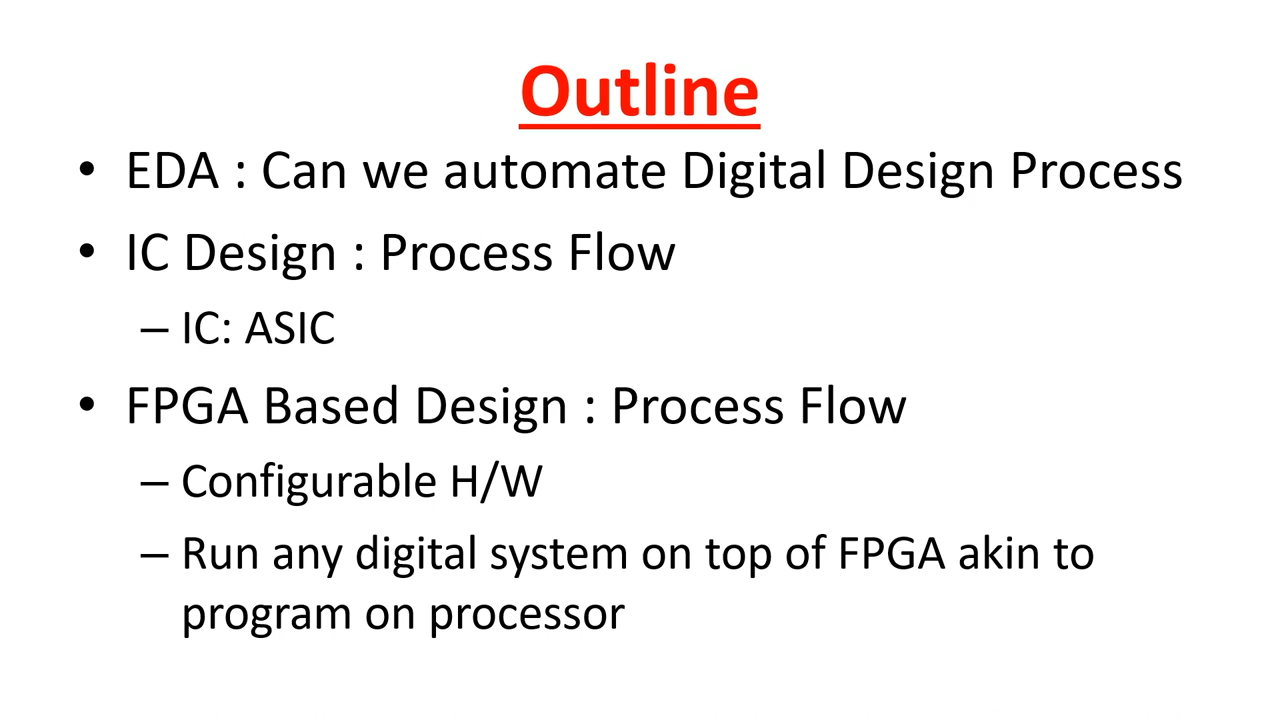 Outline
• EDA : Can we automate Digital Design Process
• IC Design : Process Flow
– IC: ASIC
• FPGA Based Design : Process Flow
– Configurable H/W
– Run any digital system on top of FPGA akin to
program on processor